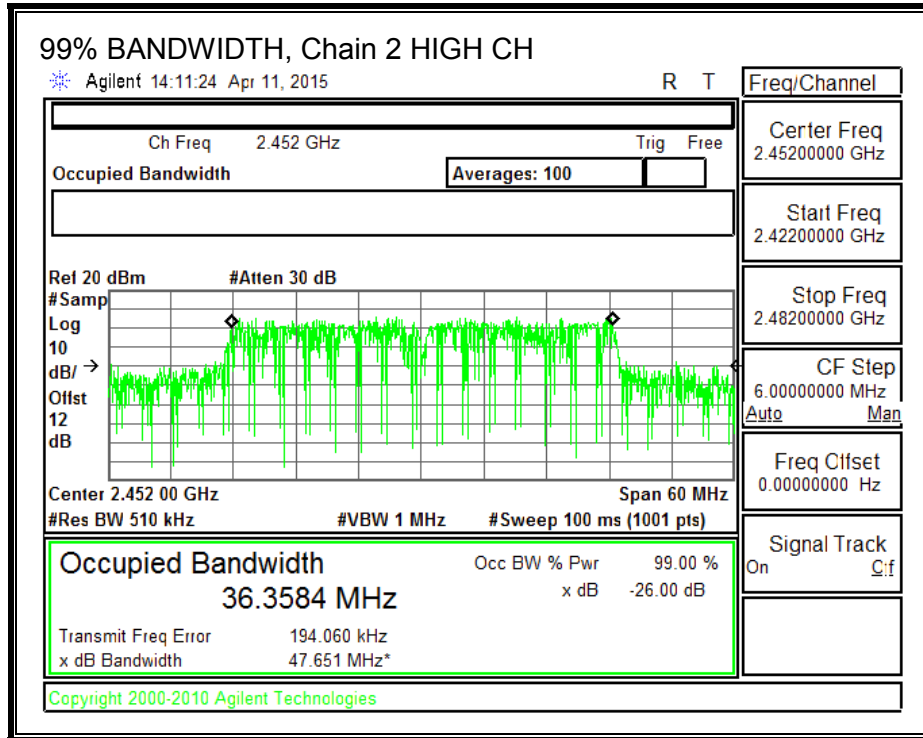 99% BANDWIDTH, Chain 2 HIGH CH
Agilent 14:11:24 Apr 11, 2015 R T
Freq/Channel
Ch Freq 2.452 GHz Trig Free
Occupied Bandwidth Averages: 100
Center Freq
2.45200000 GHz
Start Freq
2.42200000 GHz
Stop Freq
2.48200000 GHz
CF Step
6.00000000 MHz
Auto Man
Freq Offset
0.00000000 Hz
Signal Track
On Off
Ref 20 dBm #Atten 30 dB
#Samp
Log
10
dB/
Offst
12
dB
Center 2.452 00 GHz Span 60 MHz
#Res BW 510 kHz #VBW 1 MHz #Sweep 100 ms (1001 pts)
Occupied Bandwidth Occ BW % Pwr 99.00 %
36.3584 MHz x dB -26.00 dB
Transmit Freq Error 194.060 kHz
x dB Bandwidth 47.651 MHz*
Copyright 2000-2010 Agilent Technologies